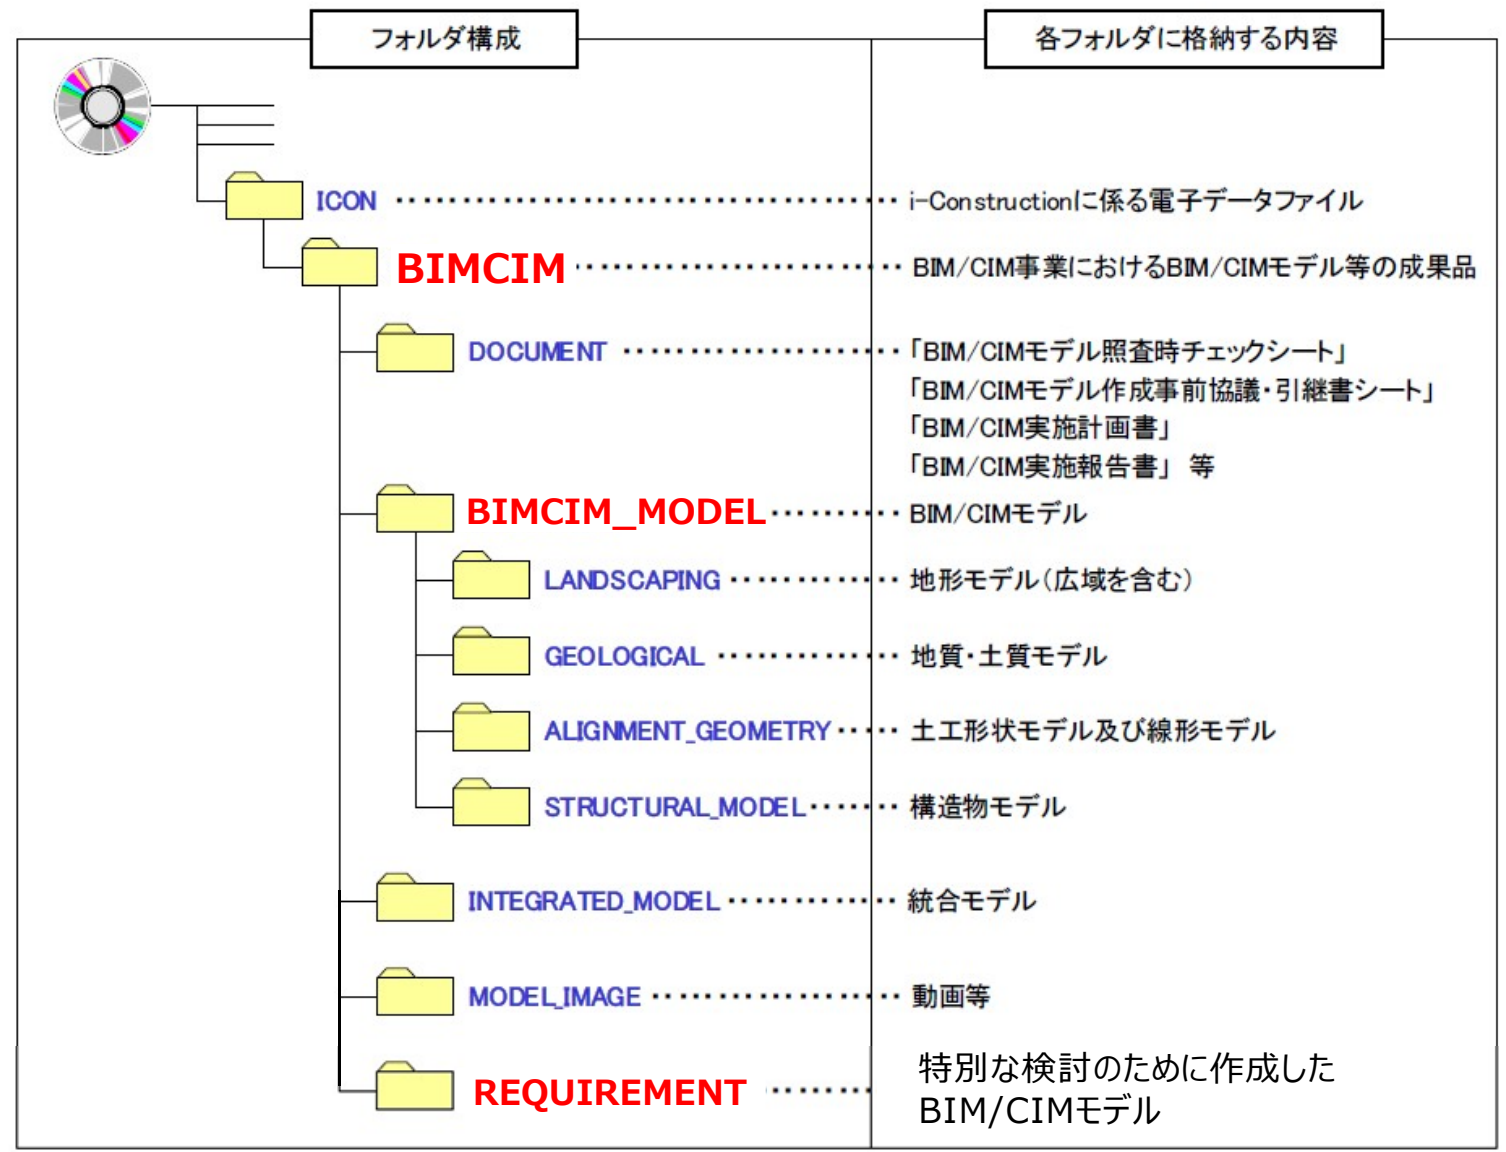 フォルダ構成
各フォルダに格納する内容
ICON ・・・・・・・・・・・・・・・・・・・・・・・・・・・・・・・・・・・・・・ i-Constructionに係る電子データファイル
BIMCIM ・・・・・・・・・・・・・・・・・・・・・・・・・ BIM/CIM事業におけるBIM/CIMモデル等の成果品
DOCUMENT ・・・・・・・・・・・・・・・・・・・・・ 「BIM/CIMモデル照査時チェックシート」
「BIM/CIMモデル作成事前協議・引継書シート」
「BIM/CIM実施計画書」
「BIM/CIM実施報告書」 等
BIMCIM_MODEL・・・・・・・・・・ BIM/CIMモデル
LANDSCAPING ・・・・・・・・・・・・・ 地形モデル（広域を含む）
GEOLOGICAL ・・・・・・・・・・・・・・ 地質・土質モデル
ALIGNMENT_GEOMETRY ・・・・・ 土工形状モデル及び線形モデル
STRUCTURAL_MODEL・・・・・・・ 構造物モデル
INTEGRATED_MODEL ・・・・・・・・・・・・・ 統合モデル
MODEL_IMAGE ・・・・・・・・・・・・・・・・・・・ 動画等
REQUIREMENT ・・・・・・・・ 特別な検討のために作成した
BIM/CIMモデル